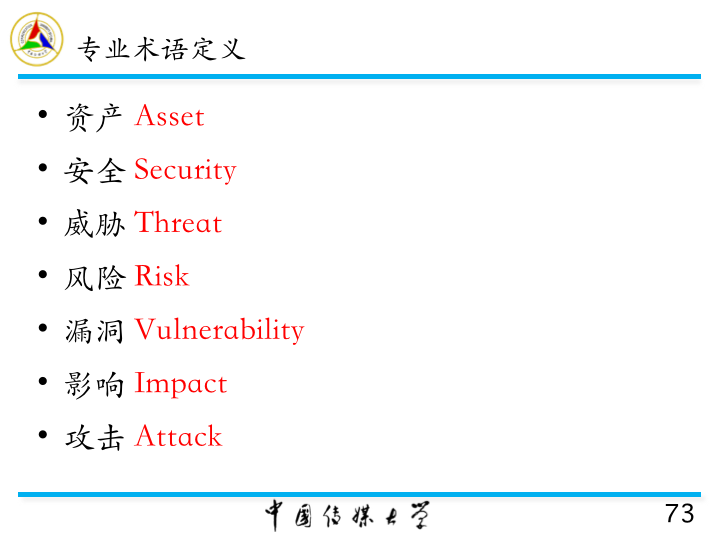 专业术语定义
• 资产 Asset
• 安全 Security
• 威胁 Threat
• 风险 Risk
• 漏洞 Vulnerability
• 影响 Impact
• 攻击 Attack
中国传媒大学
73